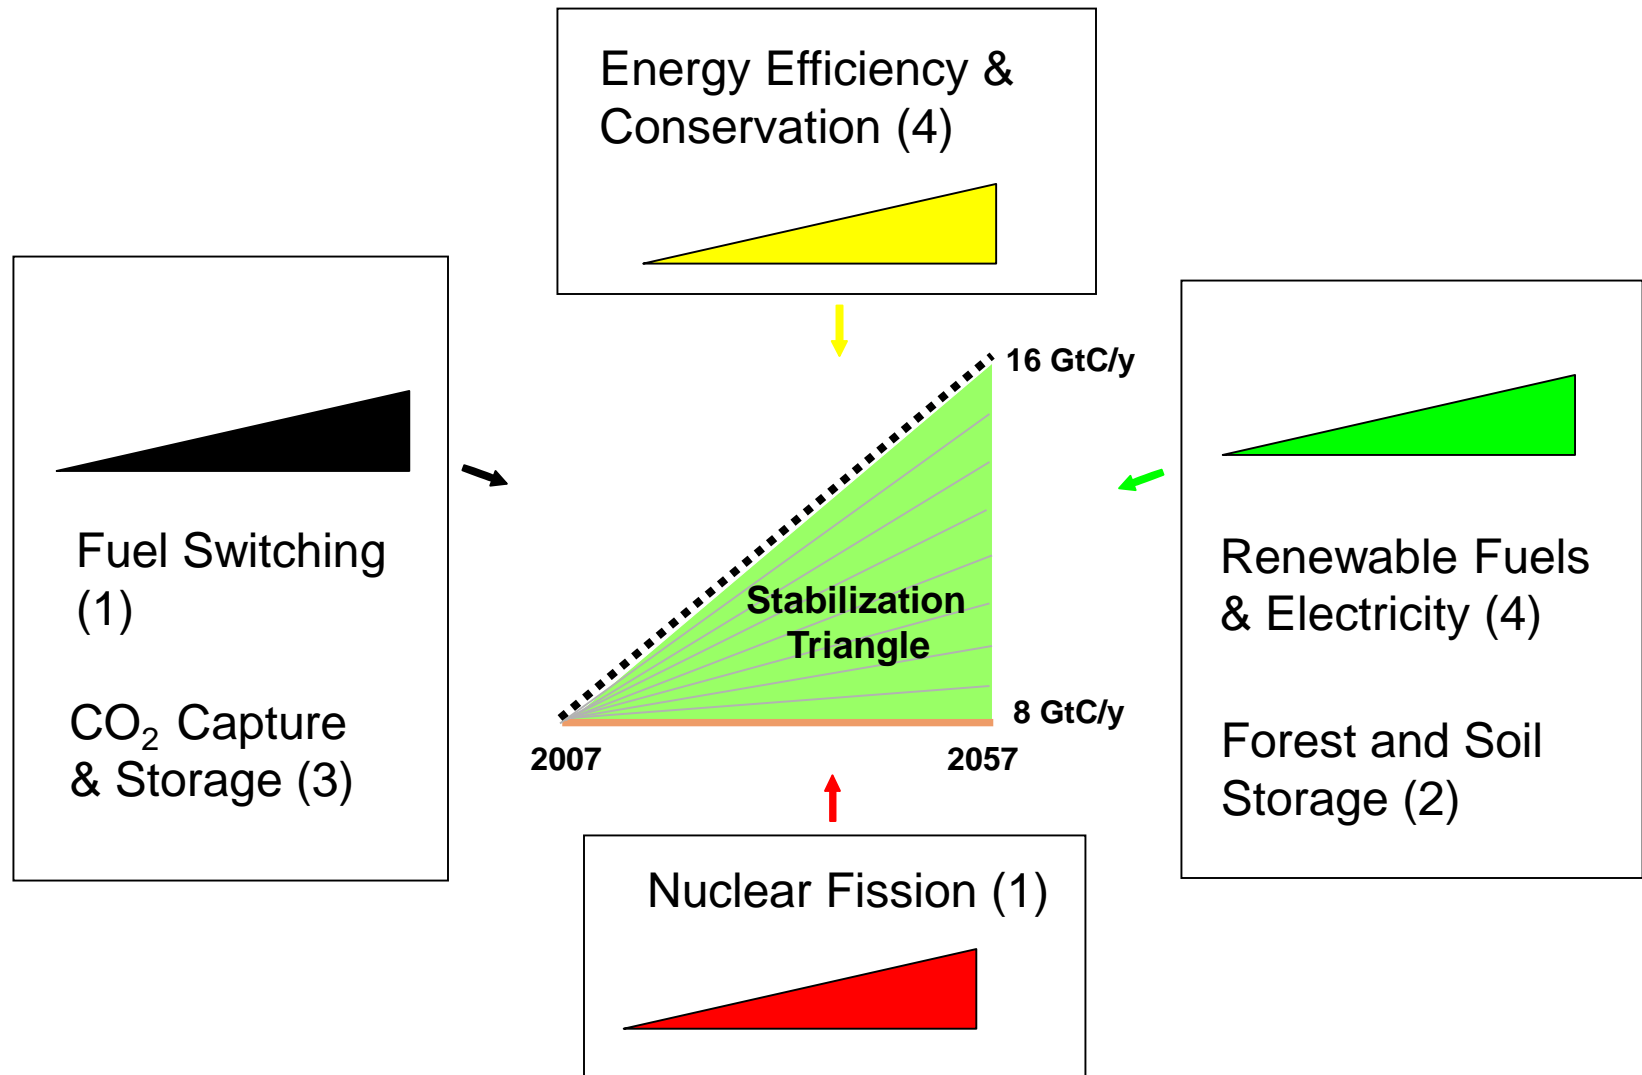 Energy Efficiency &
Conservation (4)
Fuel Switching
(1)
CO₂ Capture
& Storage (3)
16 GtC/y
Stabilization
Triangle
8 GtC/y
2007
2057
Renewable Fuels
& Electricity (4)
Forest and Soil
Storage (2)
Nuclear Fission (1)